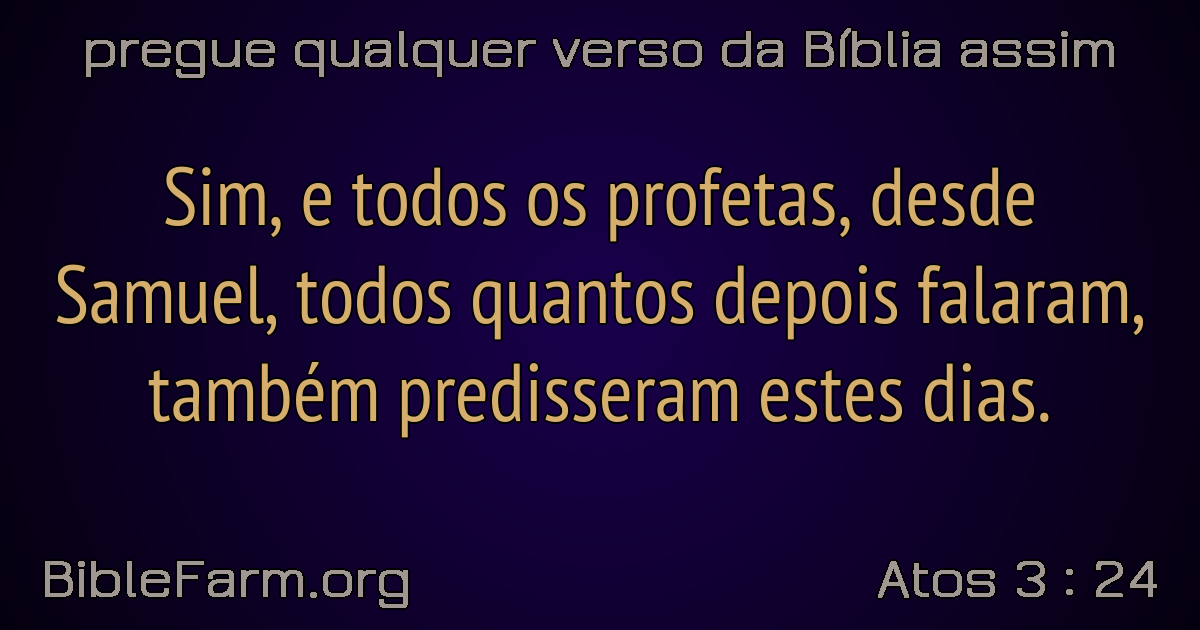 pregue qualquer verso da Bíblia assim
Sim, e todos os profetas, desde
Samuel, todos quantos depois falaram,
também predisseram estes dias.
BibleFarm.org
Atos 3 : 24